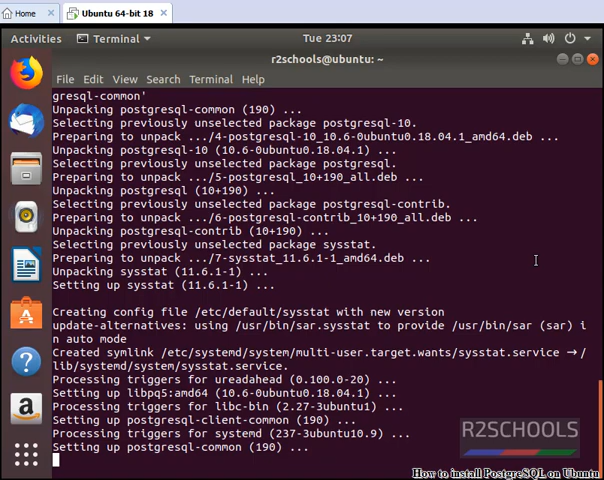 Home × Ubuntu 64-bit 18 ×
Activities Terminal Tue 23:07
r2schools@ubuntu: ~
File Edit View Search Terminal Help
gresql-common'
Unpacking postgresql-common (190) ...
Selecting previously unselected package postgresql-10.
Preparing to unpack .../4-postgresql-10_10.6-0ubuntu0.18.04.1_amd64.deb ...
Unpacking postgresql-10 (10.6-0ubuntu0.18.04.1) ...
Selecting previously unselected package postgresql.
Preparing to unpack .../5-postgresql_10+190_all.deb ...
Unpacking postgresql (10+190) ...
Selecting previously unselected package postgresql-contrib.
Preparing to unpack .../6-postgresql-contrib_10+190_all.deb ...
Unpacking postgresql-contrib (10+190) ...
Selecting previously unselected package sysstat.
Preparing to unpack .../7-sysstat_11.6.1-1_amd64.deb ...
Unpacking sysstat (11.6.1-1) ...
Setting up sysstat (11.6.1-1) ...
Creating config file /etc/default/sysstat with new version
update-alternatives: using /usr/bin/sar.sysstat to provide /usr/bin/sar (sar) i
n auto mode
Created symlink /etc/systemd/system/multi-user.target.wants/sysstat.service → /
lib/systemd/system/sysstat.service.
Processing triggers for ureadahead (0.100.0-20) ...
Setting up libpq5:amd64 (10.6-0ubuntu0.18.04.1) ...
Processing triggers for libc-bin (2.27-3ubuntu1) ...
Setting up postgresql-client-common (190) ...
Processing triggers for systemd (237-3ubuntu10.9) ...
Setting up postgresql-common (190) ...
R2SCHOOLS
How to install PostgreSQL on Ubuntu